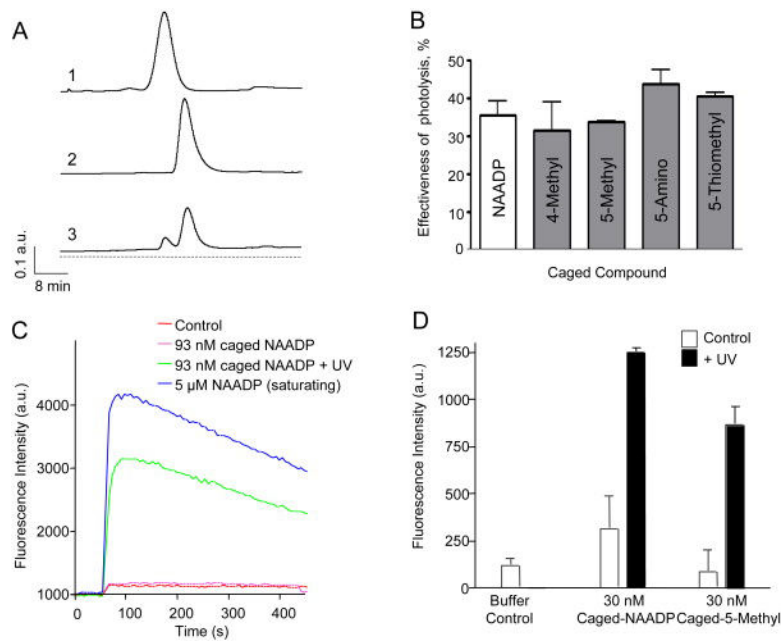 A
1
2
3
0.1 a.u.
8 min
B
Effectiveness of photolysis, %
50
40
30
20
10
0
NAADP
4-Methyl
5-Methyl
5-Amino
5-Thiomethyl
Caged Compound
C
Control
93 nM caged NAADP
93 nM caged NAADP + UV
5 µM NAADP (saturating)
Fluorescence Intensity (a.u.)
4000
3000
2000
1000
0 100 200 300 400
Time (s)
D
Control
+ UV
Fluorescence Intensity (a.u.)
1250
1000
750
500
250
0
Buffer 30 nM 30 nM
Control Caged-NAADP Caged-5-Methyl